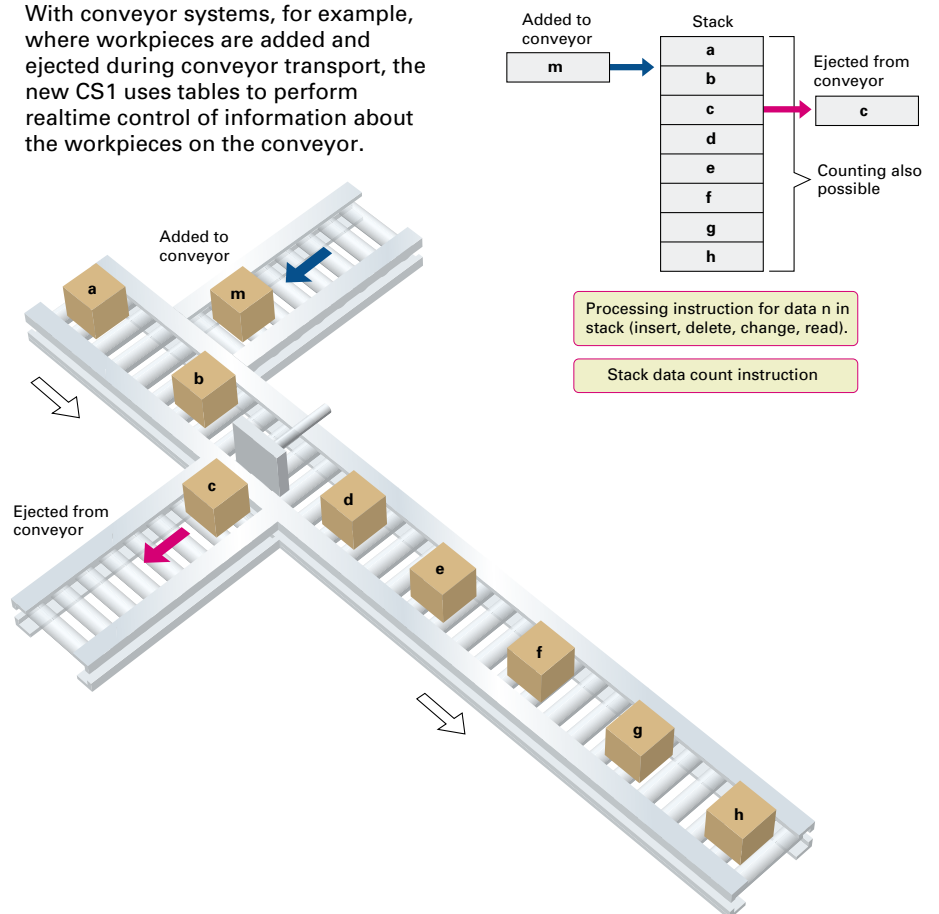 With conveyor systems, for example,
where workpieces are added and
ejected during conveyor transport, the
new CS1 uses tables to perform
realtime control of information about
the workpieces on the conveyor.
Added to
conveyor
m
Stack
a
b
c
d
e
f
g
h
Ejected from
conveyor
c
Counting also
possible
Processing instruction for data n in
stack (insert, delete, change, read).
Stack data count instruction
Added to
conveyor
a
m
b
c
d
Ejected from
conveyor
e
f
g
h